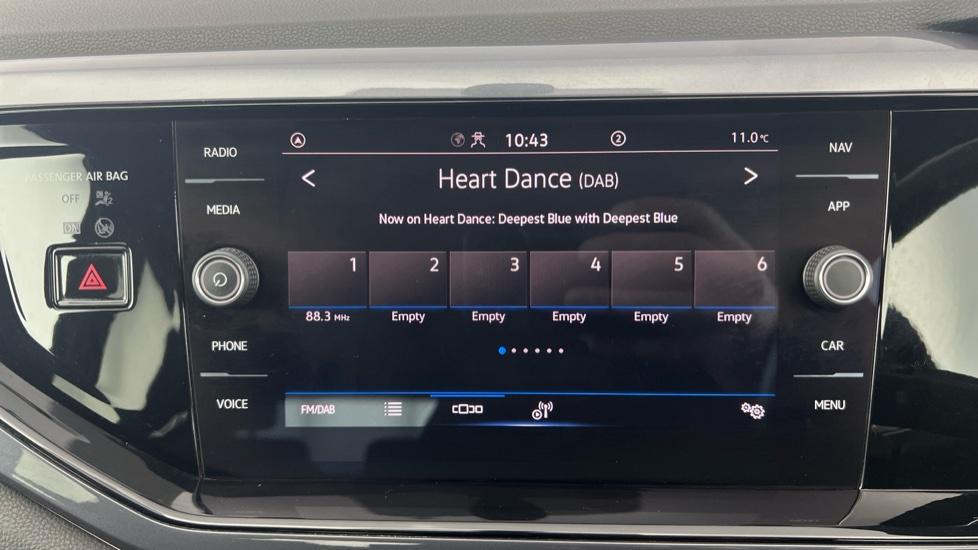 PASSENGER AIR BAG
OFF
ON
RADIO
MEDIA
PHONE
VOICE
10:43
2
11.0 °C
Heart Dance (DAB)
Now on Heart Dance: Deepest Blue with Deepest Blue
1 2 3 4 5 6
88.3 MHz Empty Empty Empty Empty Empty
FM/DAB
NAV
APP
CAR
MENU